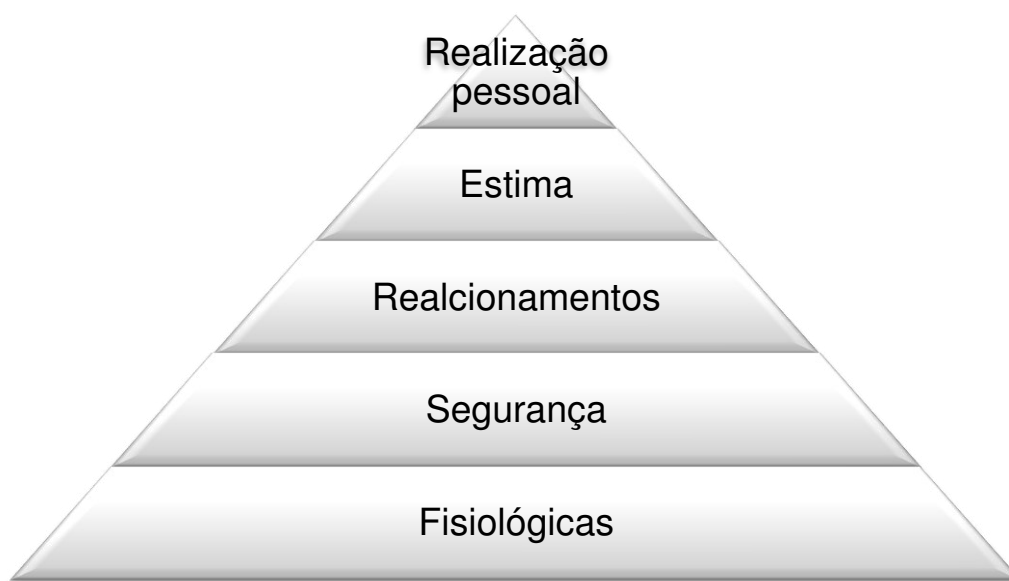 Realização
pessoal
Estima
Realcionamentos
Segurança
Fisiológicas